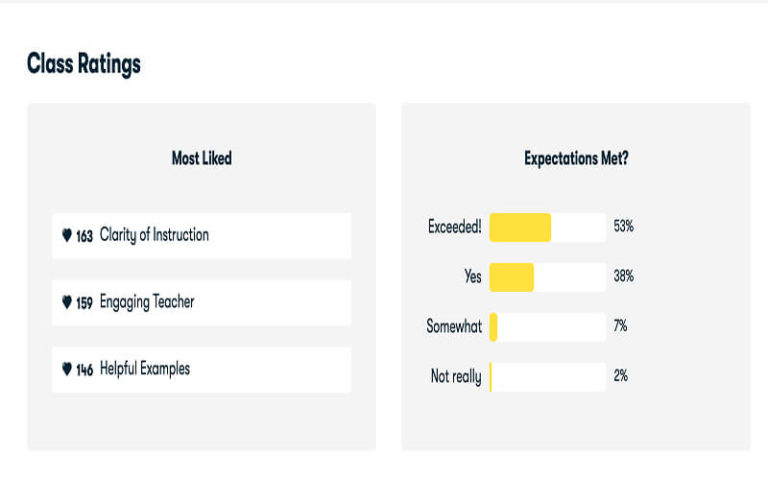 Class Ratings
Most Liked
163 Clarity of Instruction
159 Engaging Teacher
146 Helpful Examples
Expectations Met?
Exceeded! 53%
Yes 38%
Somewhat 7%
Not really 2%